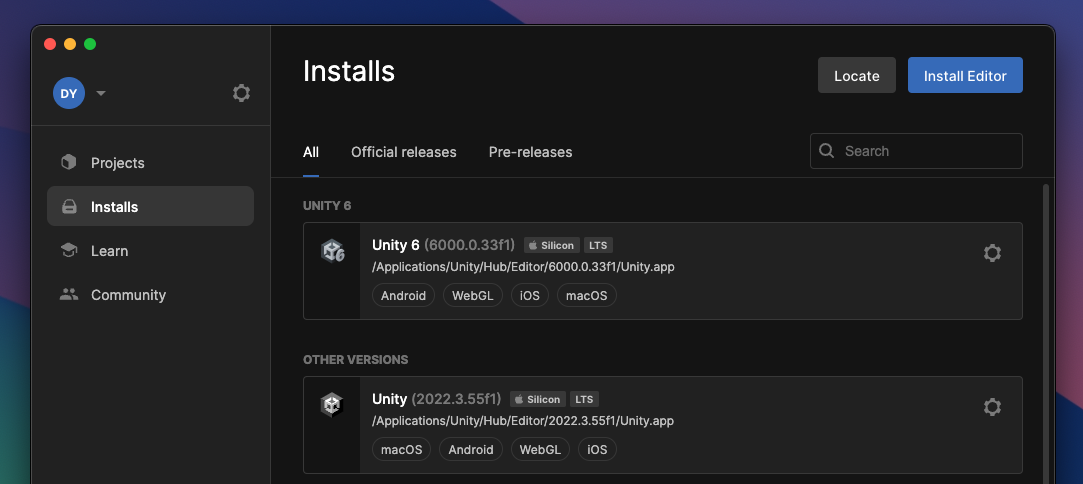 Installs
Locate
Install Editor
DY
Projects
Installs
Learn
Community
All
Official releases
Pre-releases
Search
UNITY 6
Unity 6 (6000.0.33f1) Silicon LTS
/Applications/Unity/Hub/Editor/6000.0.33f1/Unity.app
Android WebGL iOS macOS
OTHER VERSIONS
Unity (2022.3.55f1) Silicon LTS
/Applications/Unity/Hub/Editor/2022.3.55f1/Unity.app
macOS Android WebGL iOS